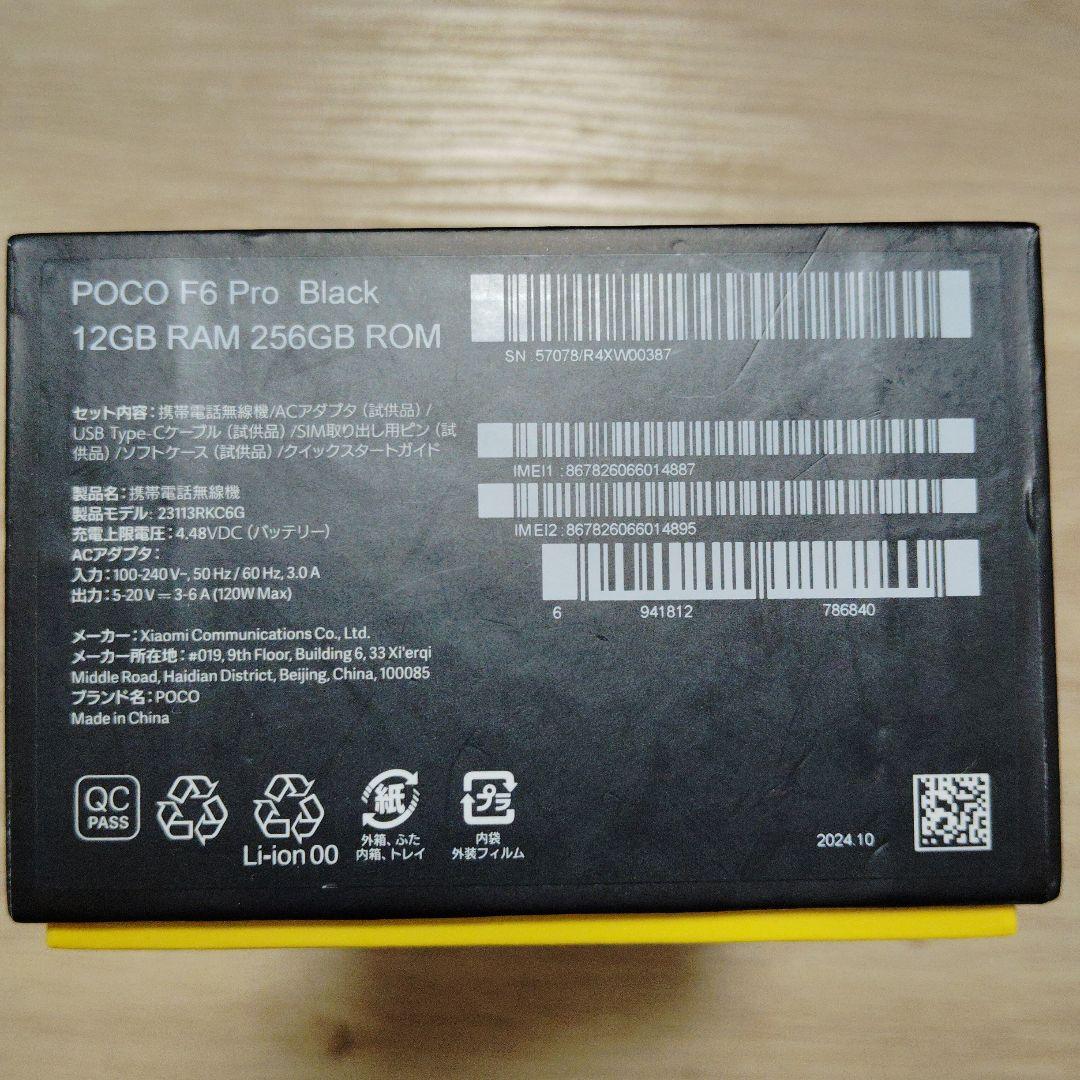 POCO F6 Pro Black
12GB RAM 256GB ROM
SN : 57078/R4XW00387
セット内容：携帯電話無線機/ACアダプタ（試供品）/
USB Type-Cケーブル（試供品）/SIM取り出し用ピン（試
供品）/ソフトケース（試供品）/クイックスタートガイド
IMEI1 : 867826066014887
製品名：携帯電話無線機
製品モデル: 23113RKC6G
充電上限電圧：4.48VDC（バッテリー）
ACアダプタ：
入力：100-240 V~, 50 Hz / 60 Hz, 3.0 A
出力：5-20 V ⎓ 3-6 A (120W Max)
IMEI2 : 867826066014895
6 941812 786840
メーカー：Xiaomi Communications Co., Ltd.
メーカー所在地：#019, 9th Floor, Building 6, 33 Xi'erqi
Middle Road, Haidian District, Beijing, China, 100085
ブランド名：POCO
Made in China
QC
PASS
Li-ion 00
紙
外箱、ふた
内箱、トレイ
プラ
内袋
外装フィルム
2024.10